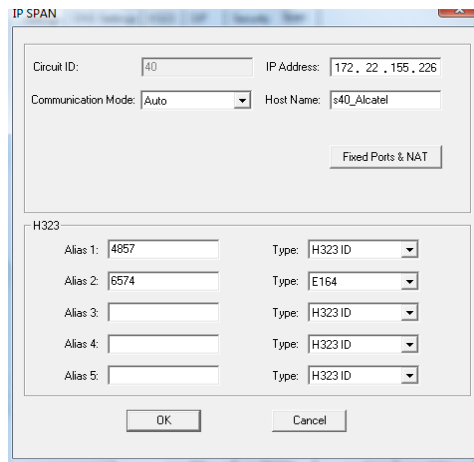 IP SPAN
Circuit ID: 40 IP Address: 172 . 22 . 155 . 226
Communication Mode: Auto Host Name: s40_Alcatel
Fixed Ports & NAT
H323
Alias 1: 4857 Type: H323 ID
Alias 2: 6574 Type: E164
Alias 3: Type: H323 ID
Alias 4: Type: H323 ID
Alias 5: Type: H323 ID
OK Cancel